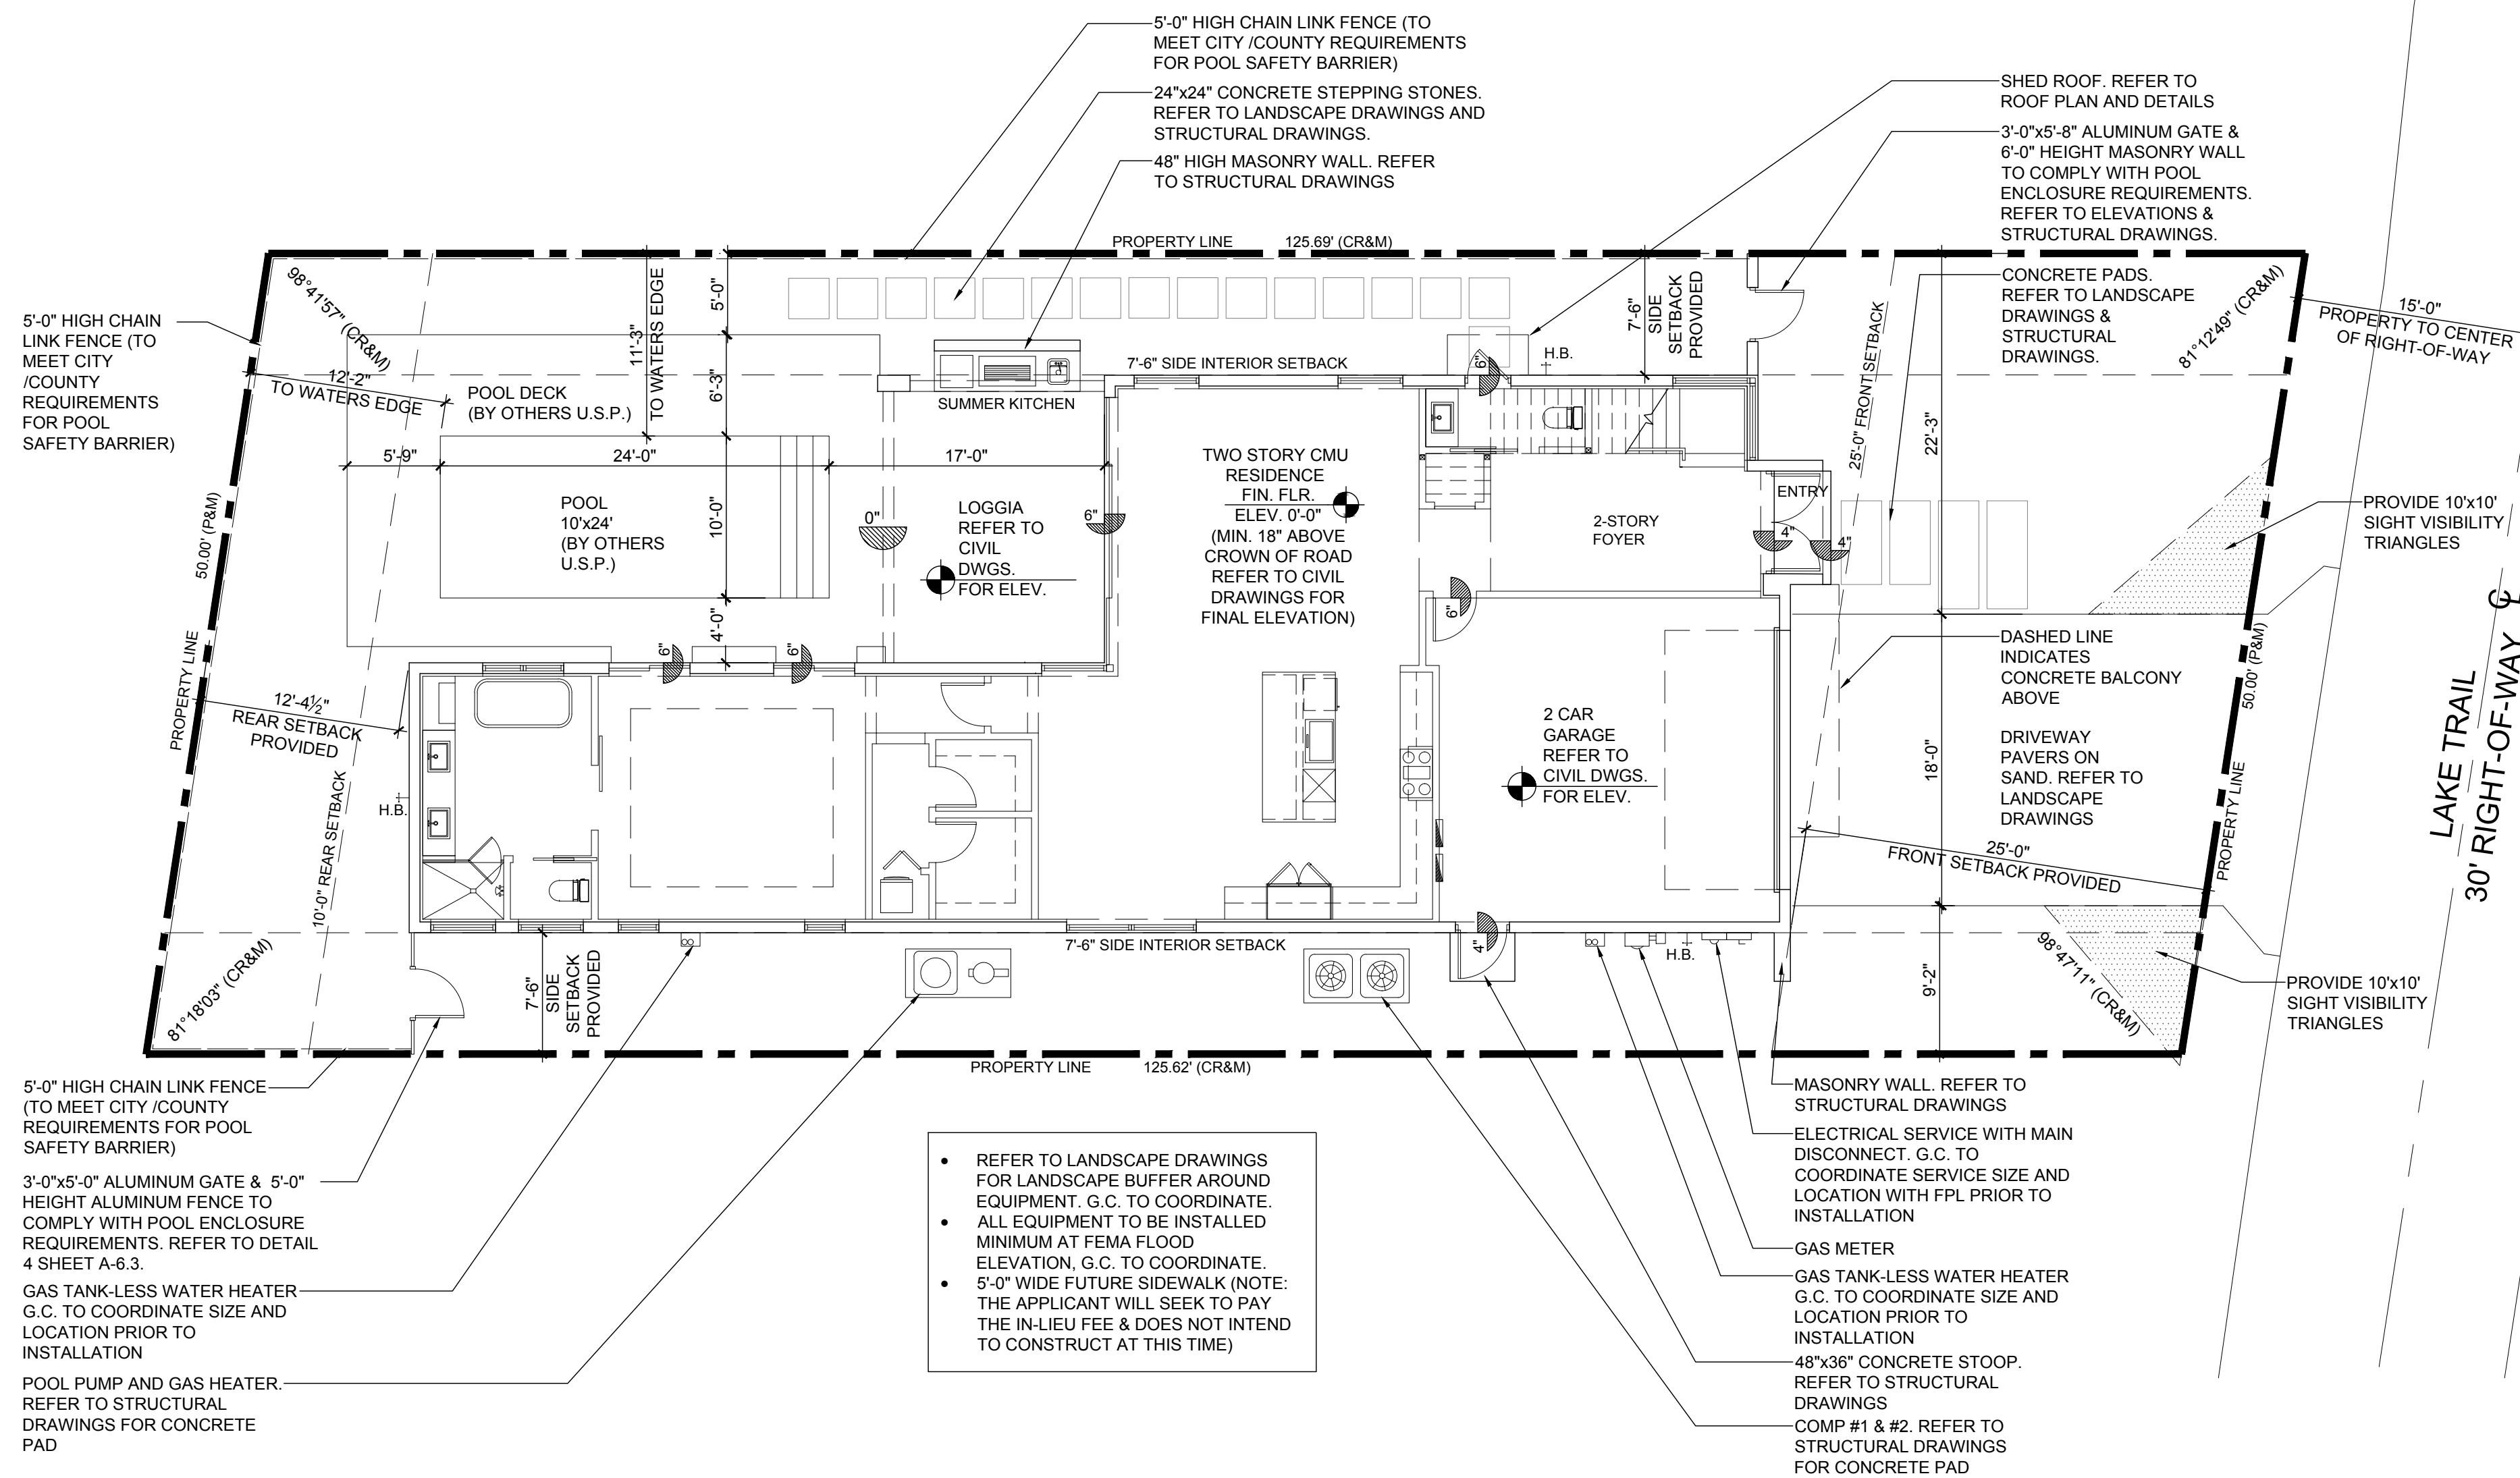 5'-0" HIGH CHAIN LINK FENCE (TO
MEET CITY /COUNTY REQUIREMENTS
FOR POOL SAFETY BARRIER)
24"x24" CONCRETE STEPPING STONES.
REFER TO LANDSCAPE DRAWINGS AND
STRUCTURAL DRAWINGS.
48" HIGH MASONRY WALL. REFER
TO STRUCTURAL DRAWINGS
SHED ROOF. REFER TO
ROOF PLAN AND DETAILS
3'-0"x5'-8" ALUMINUM GATE &
6'-0" HEIGHT MASONRY WALL
TO COMPLY WITH POOL
ENCLOSURE REQUIREMENTS.
REFER TO ELEVATIONS &
STRUCTURAL DRAWINGS.
PROPERTY LINE 125.69' (CR&M)
CONCRETE PADS.
REFER TO LANDSCAPE
DRAWINGS &
STRUCTURAL
DRAWINGS.
98°41'57" (CR&M)
81°12'49" (CR&M)
15'-0"
PROPERTY TO CENTER
OF RIGHT-OF-WAY
5'-0" HIGH CHAIN
LINK FENCE (TO
MEET CITY
/COUNTY
REQUIREMENTS
FOR POOL
SAFETY BARRIER)
12'-2"
TO WATERS EDGE
POOL DECK
(BY OTHERS U.S.P.)
11'-3"
TO WATERS EDGE
5'-0"
6'-3"
SUMMER KITCHEN
7'-6" SIDE INTERIOR SETBACK
7'-6"
SIDE
SETBACK
PROVIDED
6"
H.B.
25'-0" FRONT SETBACK
22'-3"
5'-9"
24'-0"
17'-0"
10'-0"
POOL
10'x24'
(BY OTHERS
U.S.P.)
0"
LOGGIA
REFER TO
CIVIL
DWGS.
FOR ELEV.
6"
TWO STORY CMU
RESIDENCE
FIN. FLR.
ELEV. 0'-0"
(MIN. 18" ABOVE
CROWN OF ROAD
REFER TO CIVIL
DRAWINGS FOR
FINAL ELEVATION)
2-STORY
FOYER
ENTRY
4"
4"
PROVIDE 10'x10'
SIGHT VISIBILITY
TRIANGLES
50.00' (P&M)
PROPERTY LINE
4'-0"
6"
6"
6"
12'-4½"
REAR SETBACK
PROVIDED
10'-0" REAR SETBACK
H.B.
2 CAR
GARAGE
REFER TO
CIVIL DWGS.
FOR ELEV.
DASHED LINE
INDICATES
CONCRETE BALCONY
ABOVE
DRIVEWAY
PAVERS ON
SAND. REFER TO
LANDSCAPE
DRAWINGS
18'-0"
50.00' (P&M)
PROPERTY LINE
LAKE TRAIL
30' RIGHT-OF-WAY
25'-0"
FRONT SETBACK PROVIDED
81°18'03" (CR&M)
7'-6"
SIDE
SETBACK
PROVIDED
7'-6" SIDE INTERIOR SETBACK
4"
H.B.
9'-2"
98°47'11" (CR&M)
PROVIDE 10'x10'
SIGHT VISIBILITY
TRIANGLES
PROPERTY LINE 125.62' (CR&M)
5'-0" HIGH CHAIN LINK FENCE
(TO MEET CITY /COUNTY
REQUIREMENTS FOR POOL
SAFETY BARRIER)
3'-0"x5'-0" ALUMINUM GATE & 5'-0"
HEIGHT ALUMINUM FENCE TO
COMPLY WITH POOL ENCLOSURE
REQUIREMENTS. REFER TO DETAIL
4 SHEET A-6.3.
GAS TANK-LESS WATER HEATER
G.C. TO COORDINATE SIZE AND
LOCATION PRIOR TO
INSTALLATION
POOL PUMP AND GAS HEATER.
REFER TO STRUCTURAL
DRAWINGS FOR CONCRETE
PAD
• REFER TO LANDSCAPE DRAWINGS
FOR LANDSCAPE BUFFER AROUND
EQUIPMENT. G.C. TO COORDINATE.
• ALL EQUIPMENT TO BE INSTALLED
MINIMUM AT FEMA FLOOD
ELEVATION, G.C. TO COORDINATE.
• 5'-0" WIDE FUTURE SIDEWALK (NOTE:
THE APPLICANT WILL SEEK TO PAY
THE IN-LIEU FEE & DOES NOT INTEND
TO CONSTRUCT AT THIS TIME)
MASONRY WALL. REFER TO
STRUCTURAL DRAWINGS
ELECTRICAL SERVICE WITH MAIN
DISCONNECT. G.C. TO
COORDINATE SERVICE SIZE AND
LOCATION WITH FPL PRIOR TO
INSTALLATION
GAS METER
GAS TANK-LESS WATER HEATER
G.C. TO COORDINATE SIZE AND
LOCATION PRIOR TO
INSTALLATION
48"x36" CONCRETE STOOP.
REFER TO STRUCTURAL
DRAWINGS
COMP #1 & #2. REFER TO
STRUCTURAL DRAWINGS
FOR CONCRETE PAD